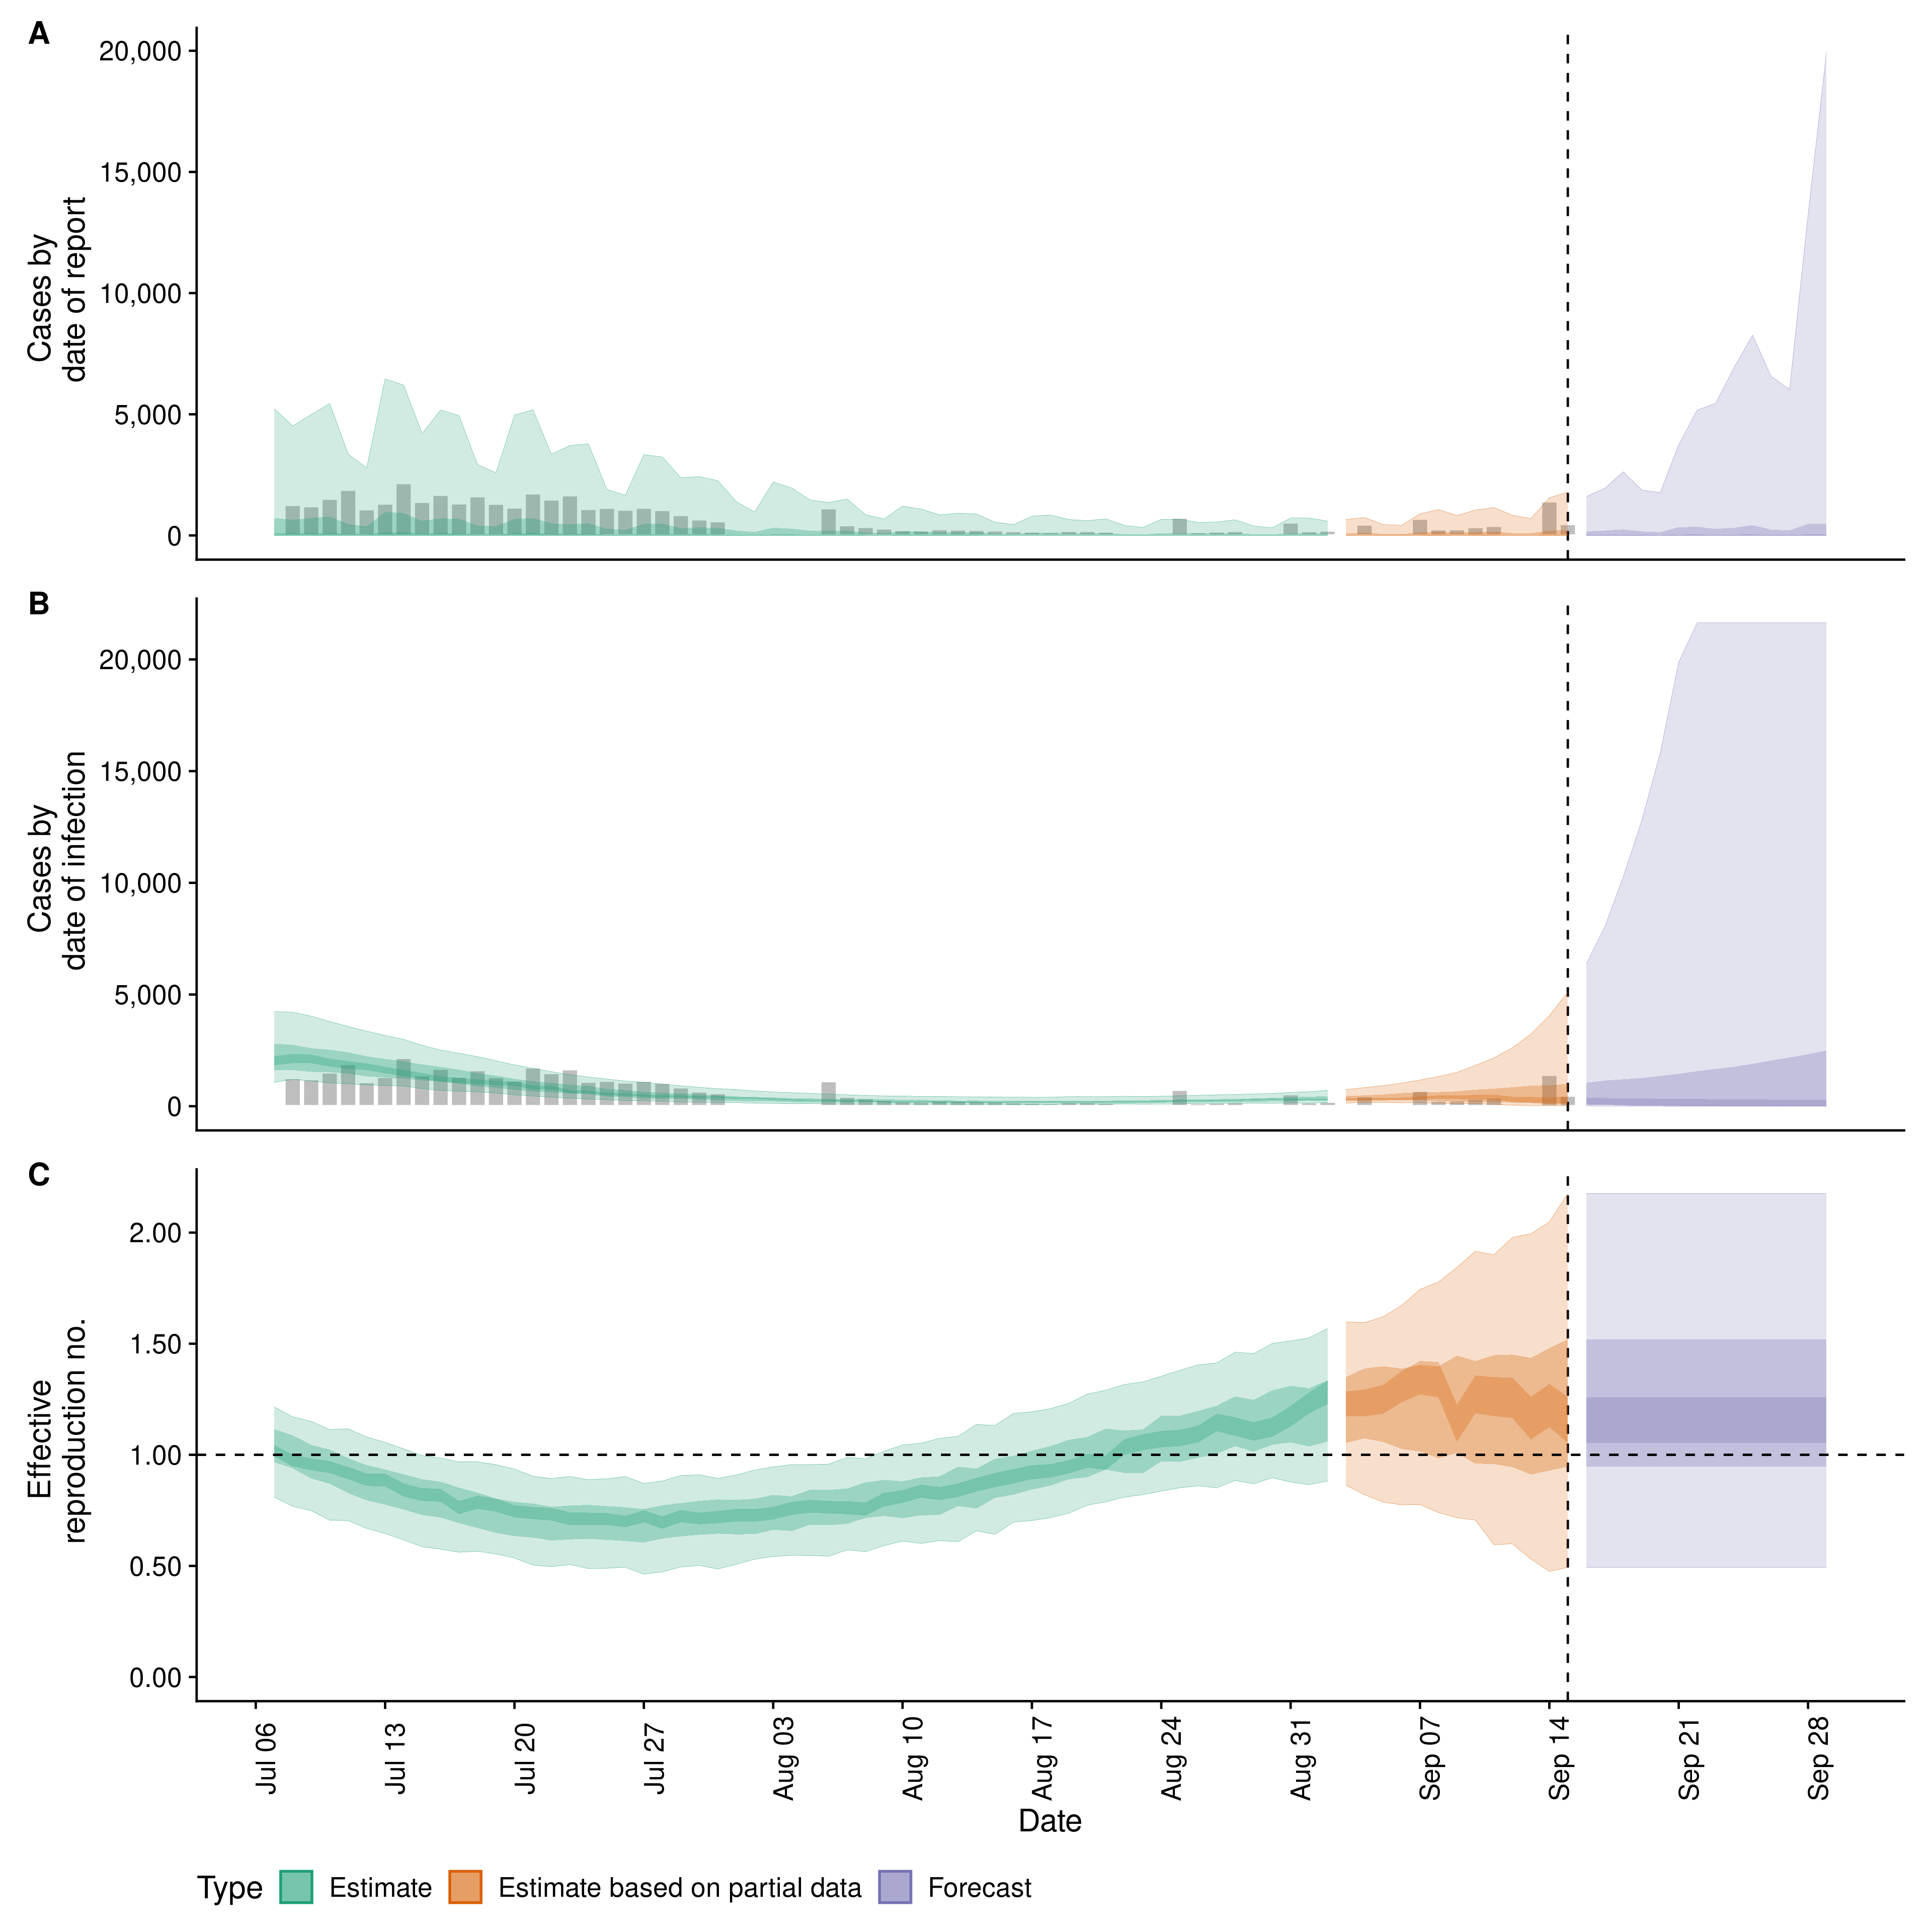 A
20,000
15,000
10,000
5,000
0
Cases by
date of report
B
20,000
15,000
10,000
5,000
0
Cases by
date of infection
C
2.00
1.50
1.00
0.50
0.00
Effective
reproduction no.
Jul 06
Jul 13
Jul 20
Jul 27
Aug 03
Aug 10
Aug 17
Aug 24
Aug 31
Sep 07
Sep 14
Sep 21
Sep 28
Date
Type Estimate Estimate based on partial data Forecast